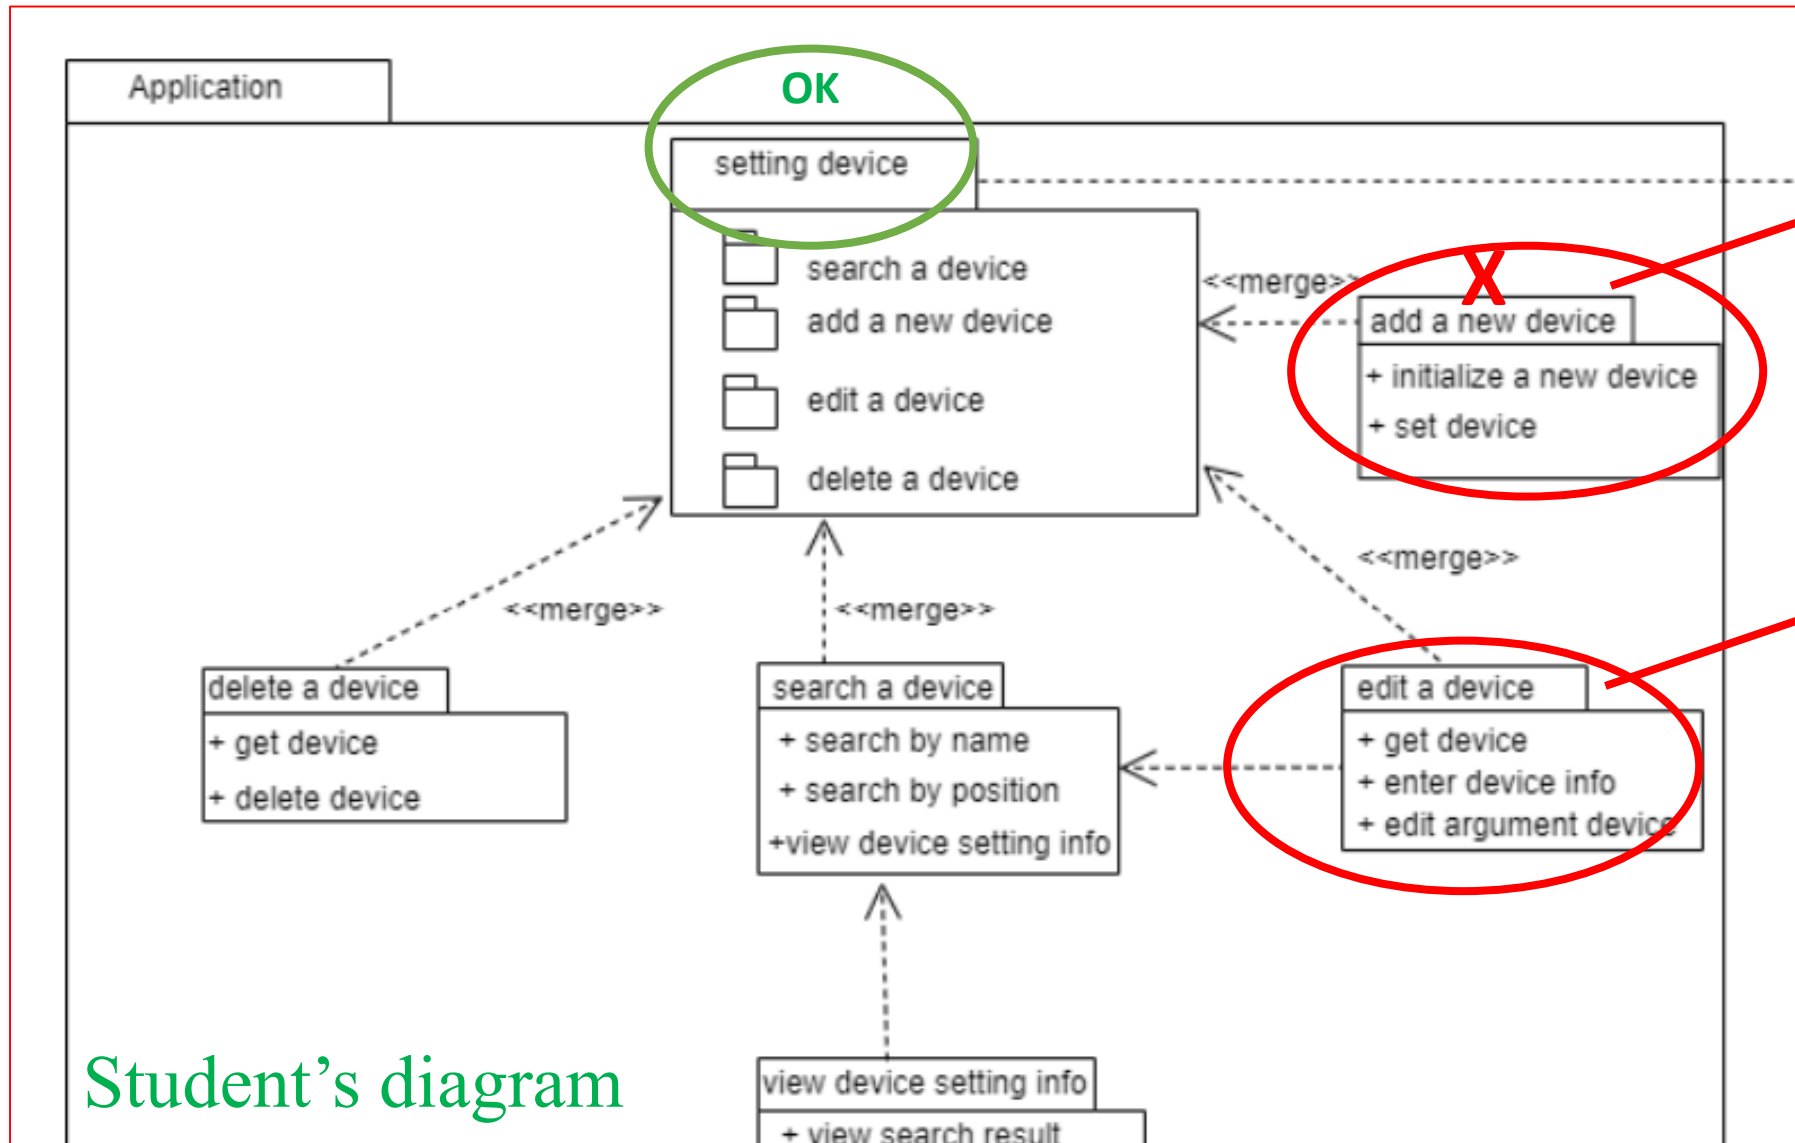 Application
OK
setting device
search a device
add a new device
edit a device
delete a device
<<merge>>
X
add a new device
+ initialize a new device
+ set device
<<merge>>
<<merge>>
<<merge>>
delete a device
+ get device
+ delete device
search a device
+ search by name
+ search by position
+view device setting info
edit a device
+ get device
+ enter device info
+ edit argument device
Student's diagram
view device setting info
+ view search result